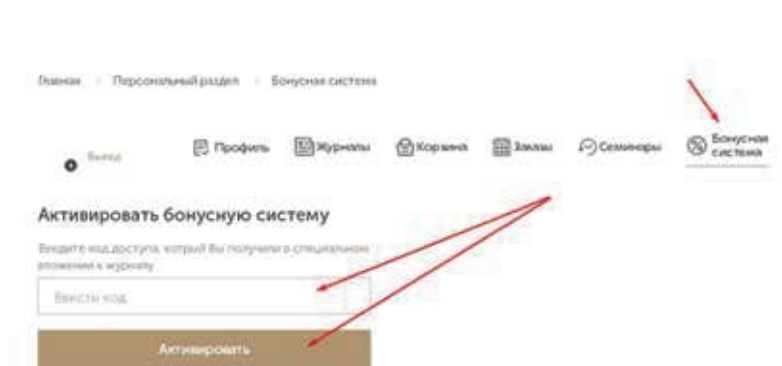 Главная Персональный раздел Бонусная система
Выход
Профиль Журналы Корзина Заказы Семинары Бонусная система
Активировать бонусную систему
Введите код доступа, котрый Вы получили в специальном
вложении к журналу
Ввести код
Активировать